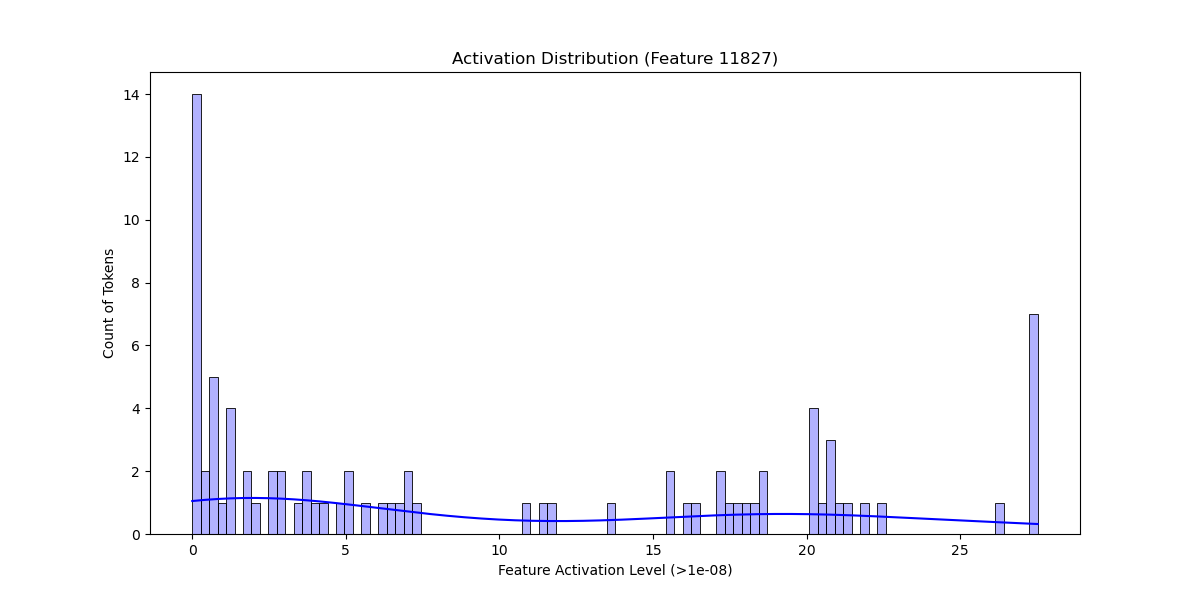 Activation Distribution (Feature 11827)
14
12
10
8
6
4
2
0
Count of Tokens
0 5 10 15 20 25
Feature Activation Level (>1e-08)